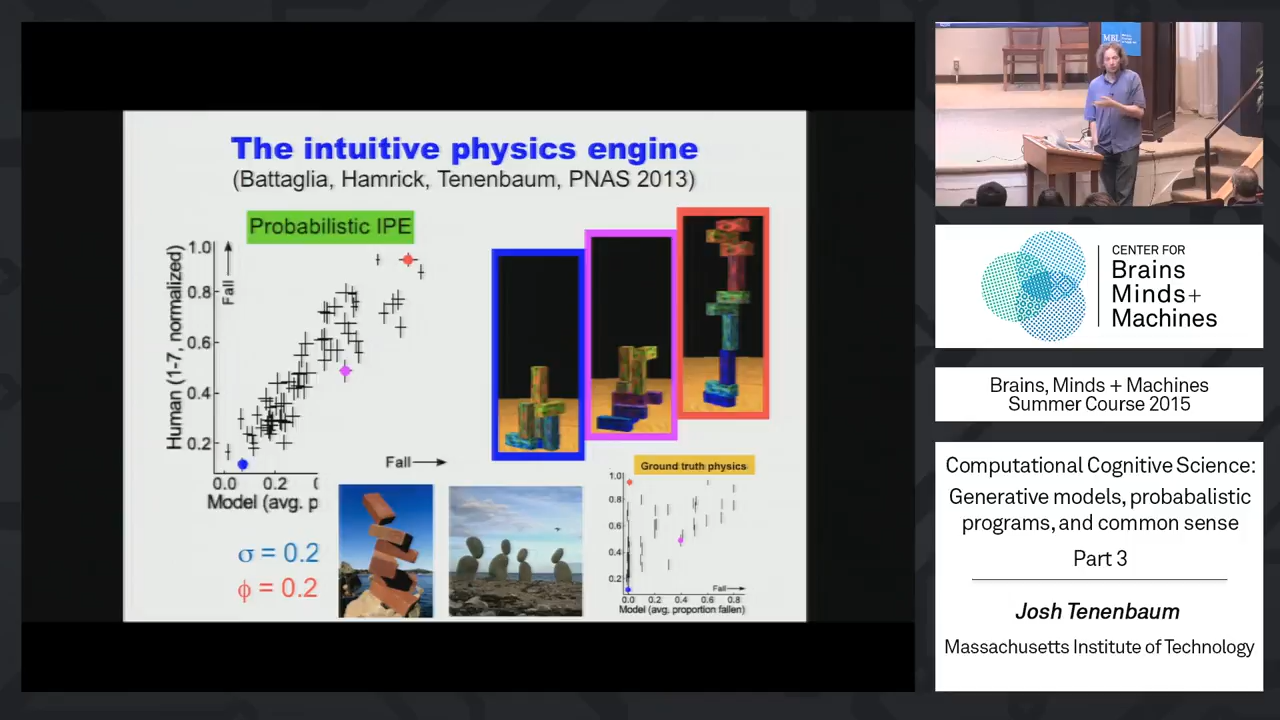 The intuitive physics engine
(Battaglia, Hamrick, Tenenbaum, PNAS 2013)
Probabilistic IPE
Human (1-7, normalized)
Fall
1.0
0.8
0.6
0.4
0.2
0.0 0.2 0
Fall
Model (avg. p
σ = 0.2
ϕ = 0.2
Ground truth physics
1.0
0.8
0.6
0.4
0.2
Fall
0.0 0.2 0.4 0.6 0.8
Model (avg. proportion fallen)
MBL
CENTER FOR
Brains
Minds+
Machines
Brains, Minds + Machines
Summer Course 2015
Computational Cognitive Science:
Generative models, probabalistic
programs, and common sense
Part 3
Josh Tenenbaum
Massachusetts Institute of Technology